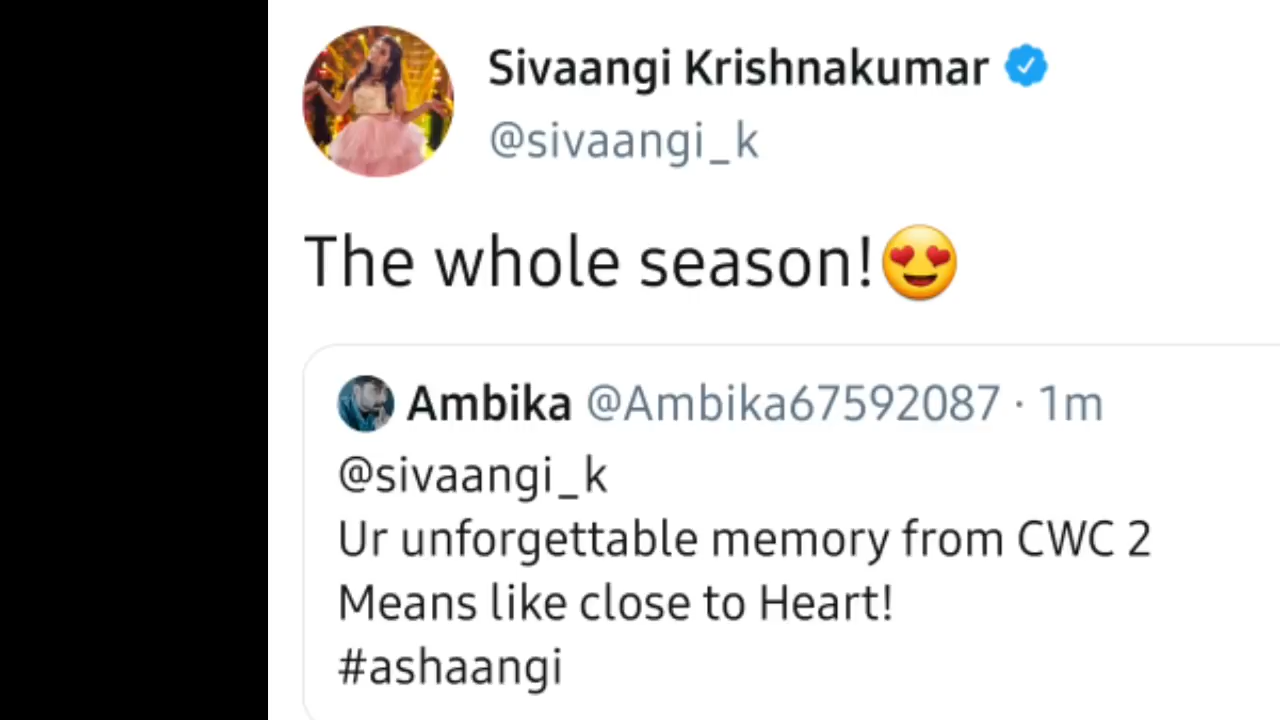 Sivaangi Krishnakumar
@sivaangi_k
The whole season!😍
Ambika @Ambika67592087 · 1m
@sivaangi_k
Ur unforgettable memory from CWC 2
Means like close to Heart!
#ashaangi